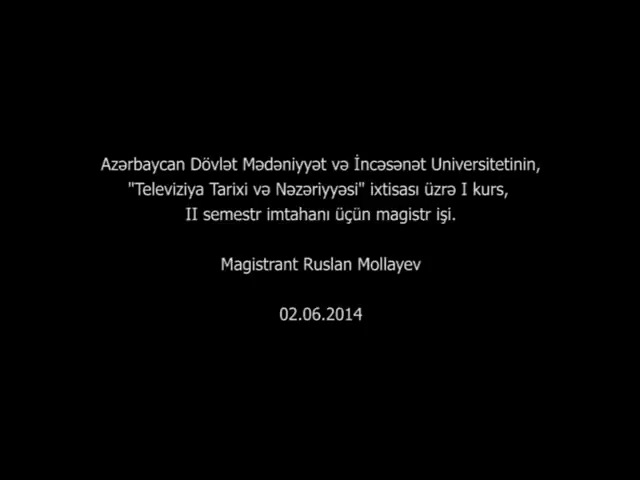 Azərbaycan Dövlət Mədəniyyət və İncəsənət Universitetinin,
"Televiziya Tarixi və Nəzəriyyəsi" ixtisası üzrə I kurs,
II semestr imtahanı üçün magistr işi.
Magistrant Ruslan Mollayev
02.06.2014